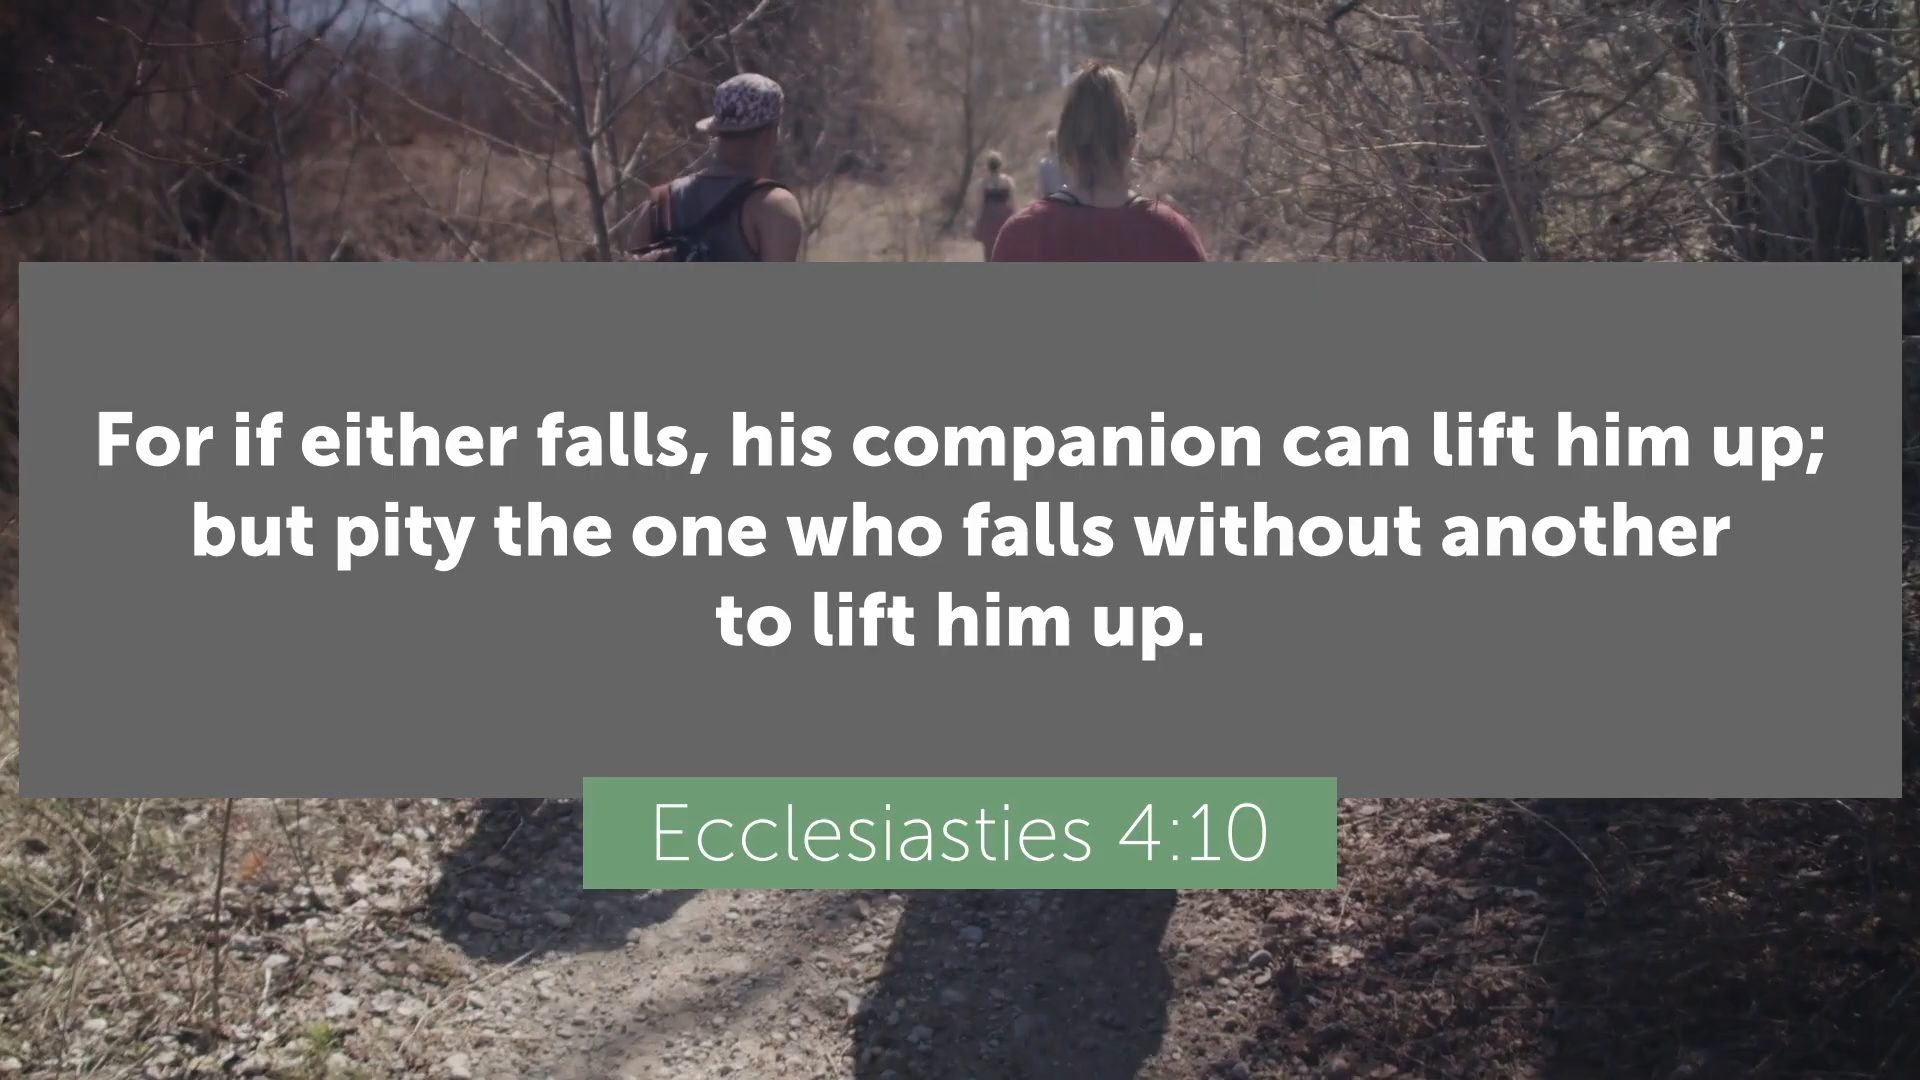 For if either falls, his companion can lift him up;
but pity the one who falls without another
to lift him up.
Ecclesiasties 4:10